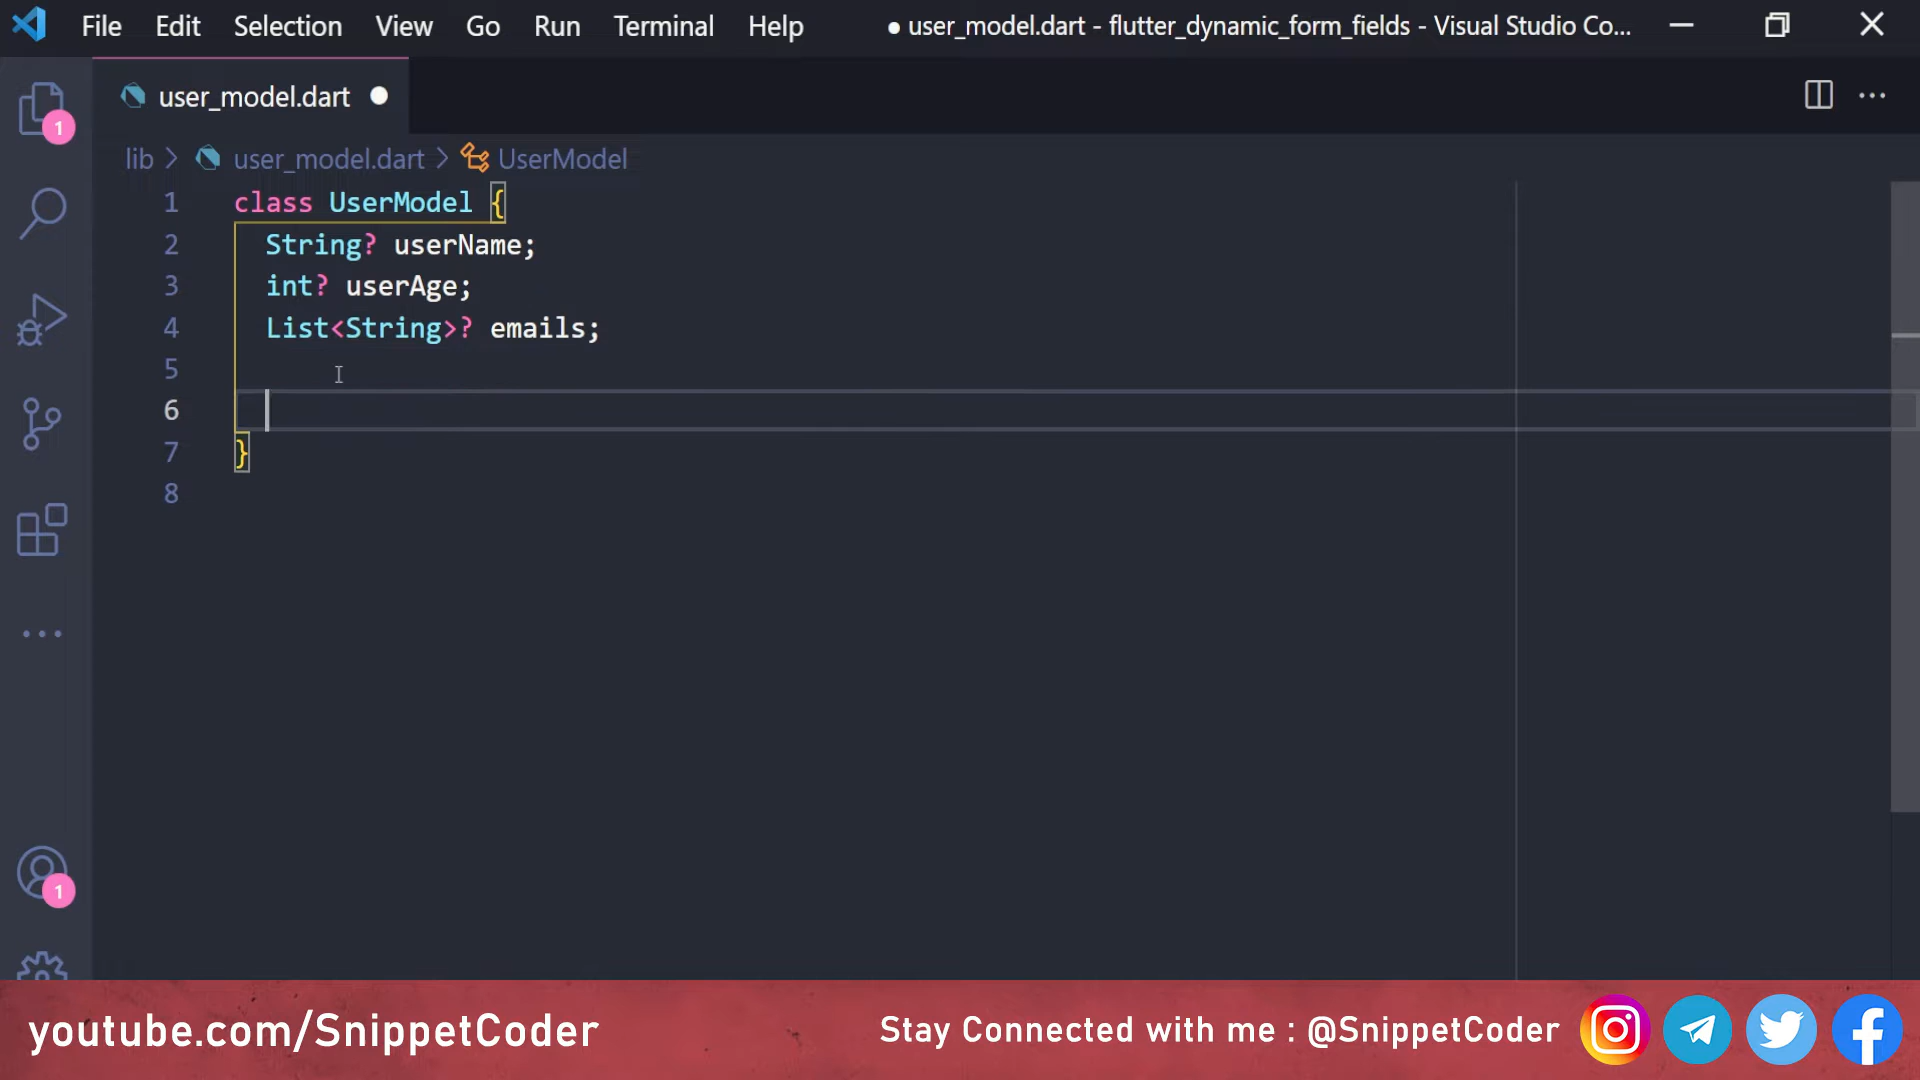 File Edit Selection View Go Run Terminal Help ● user_model.dart - flutter_dynamic_form_fields - Visual Studio Co...
user_model.dart ●
1
lib > user_model.dart > UserModel
1 class UserModel {
2 String? userName;
3 int? userAge;
4 List<String>? emails;
5
6
7 }
8
1
youtube.com/SnippetCoder Stay Connected with me : @SnippetCoder